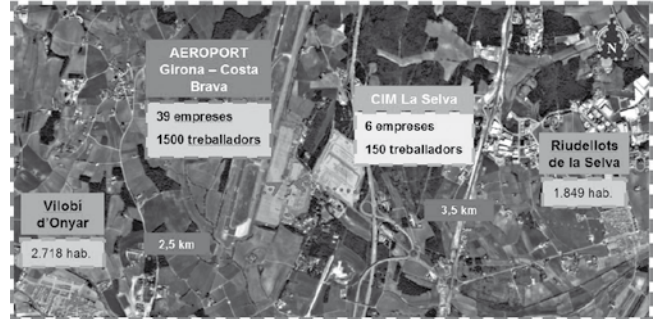 AEROPORT
Girona – Costa
Brava
39 empreses
1500 treballadors
CIM La Selva
6 empreses
150 treballadors
N
Riudellots
de la Selva
1.849 hab.
Vilobí
d'Onyar
2.718 hab.
2,5 km
3,5 km